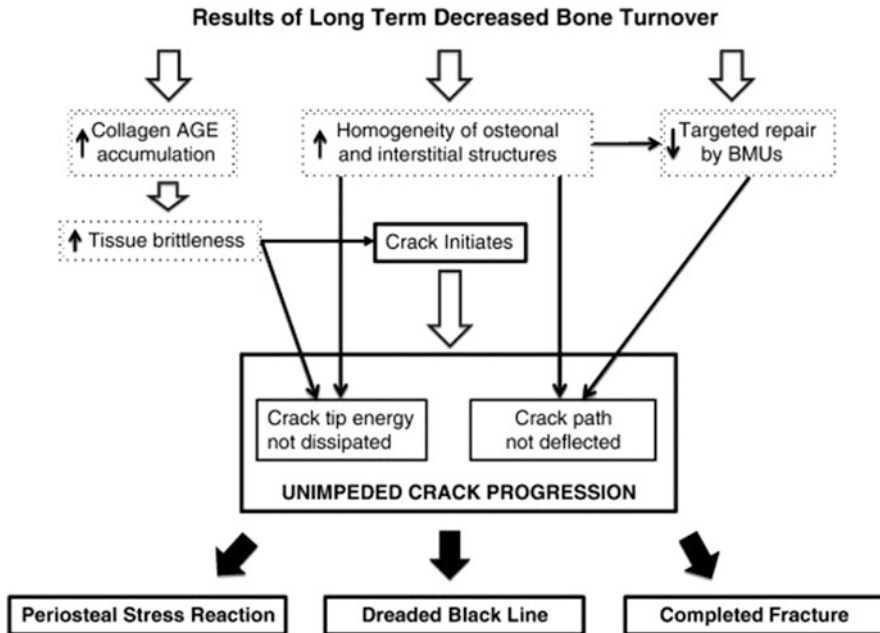 Results of Long Term Decreased Bone Turnover
Collagen AGE
accumulation
Homogeneity of osteonal
and interstitial structures
Targeted repair
by BMUs
Tissue brittleness
Crack Initiates
Crack tip energy
not dissipated
Crack path
not deflected
UNIMPEDED CRACK PROGRESSION
Periosteal Stress Reaction
Dreaded Black Line
Completed Fracture